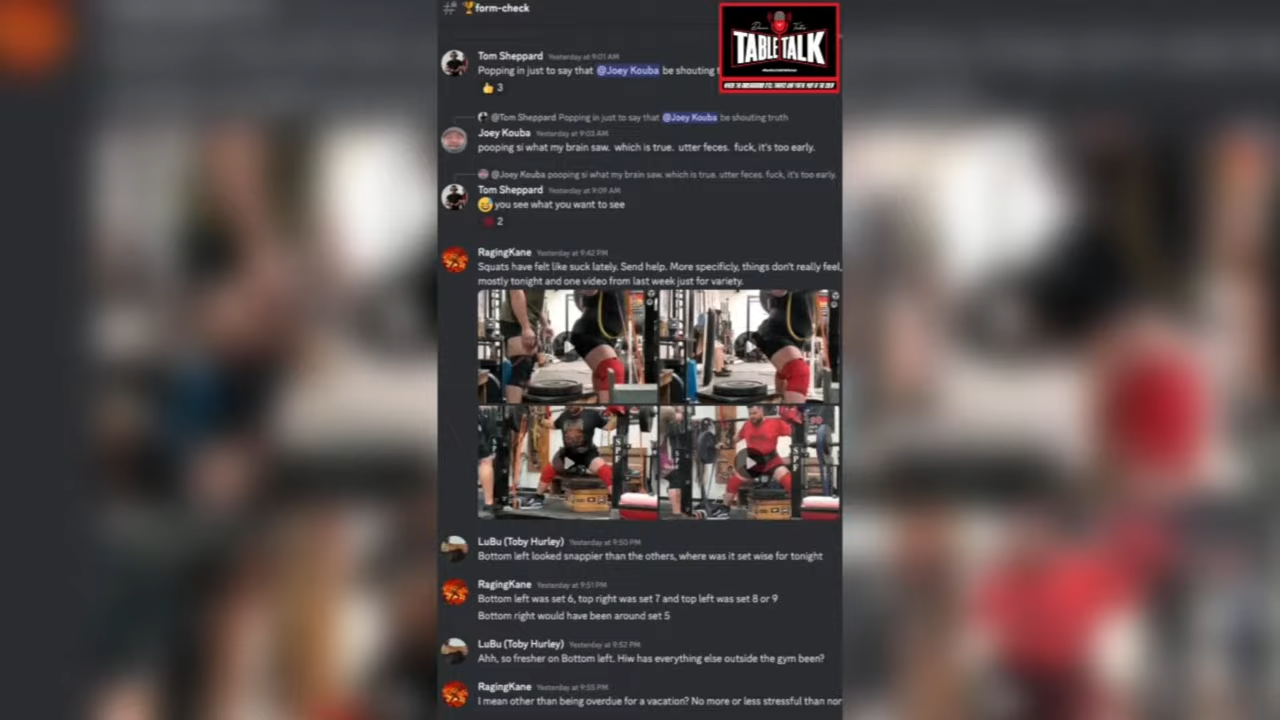 🏆form-check
Dave Tate's
TABLE TALK
Tom Sheppard Yesterday at 9:01 AM
Popping in just to say that @Joey Kouba be shouting
👍 3
@Tom Sheppard Popping in just to say that @Joey Kouba be shouting truth
Joey Kouba Yesterday at 9:03 AM
pooping si what my brain saw. which is true. utter feces. fuck, it's too early.
@Joey Kouba pooping si what my brain saw. which is true. utter feces. fuck, it's too early.
Tom Sheppard Yesterday at 9:09 AM
😅 you see what you want to see
2
RagingKane Yesterday at 9:42 PM
Squats have felt like suck lately. Send help. More specificly, things don't really feel,
mostly tonight and one video from last week just for variety.
SPF
SPF
SPF
SPF
LuBu (Toby Hurley) Yesterday at 9:50 PM
Bottom left looked snappier than the others, where was it set wise for tonight
RagingKane Yesterday at 9:51 PM
Bottom left was set 6, top right was set 7 and top left was set 8 or 9
Bottom right would have been around set 5
LuBu (Toby Hurley) Yesterday at 9:52 PM
Ahh, so fresher on Bottom left. Hiw has everything else outside the gym been?
RagingKane Yesterday at 9:55 PM
I mean other than being overdue for a vacation? No more or less stressful than nor